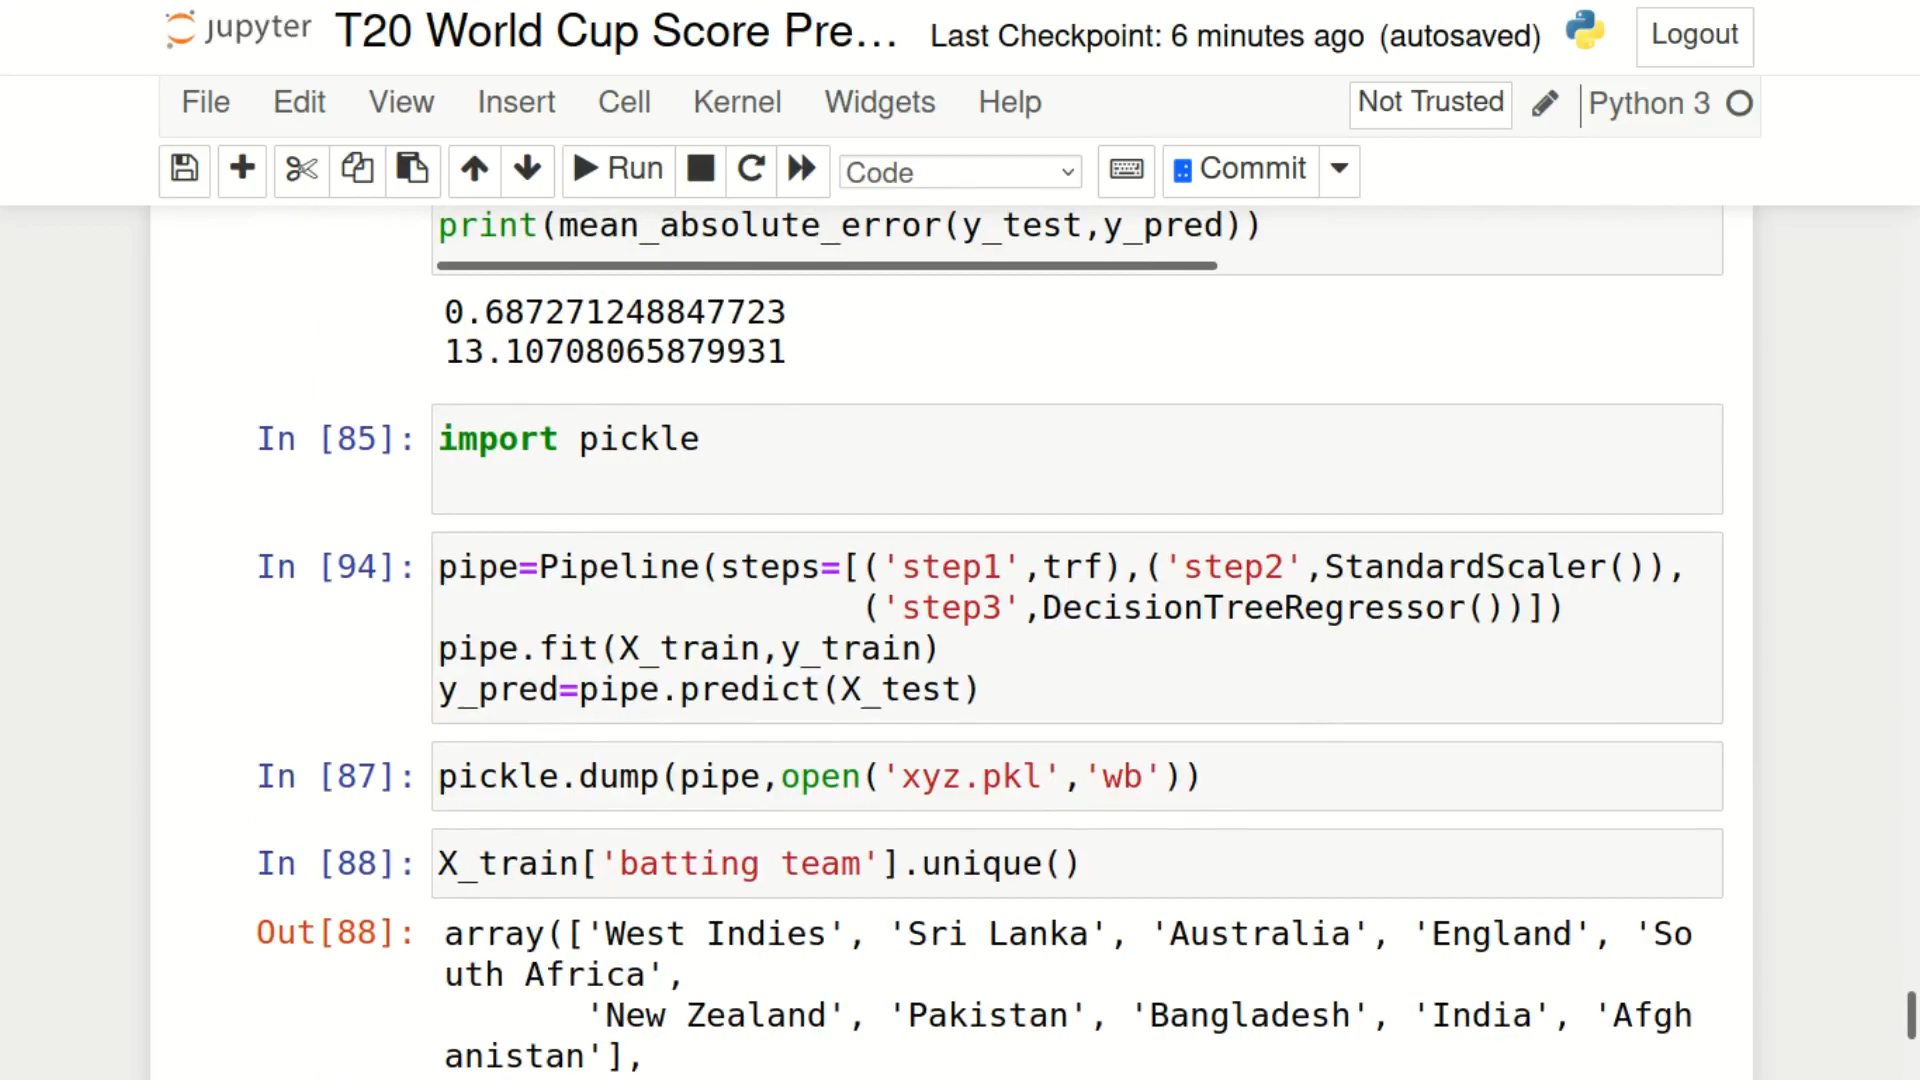 jupyter T20 World Cup Score Pre... Last Checkpoint: 6 minutes ago (autosaved) Logout
File Edit View Insert Cell Kernel Widgets Help Not Trusted Python 3
Run Code Commit
print(mean_absolute_error(y_test,y_pred))
0.687271248847723
13.10708065879931
In [85]: import pickle
In [94]: pipe=Pipeline(steps=[('step1',trf),('step2',StandardScaler()),
('step3',DecisionTreeRegressor())])
pipe.fit(X_train,y_train)
y_pred=pipe.predict(X_test)
In [87]: pickle.dump(pipe,open('xyz.pkl','wb'))
In [88]: X_train['batting team'].unique()
Out[88]: array(['West Indies', 'Sri Lanka', 'Australia', 'England', 'So
uth Africa',
'New Zealand', 'Pakistan', 'Bangladesh', 'India', 'Afgh
anistan'],